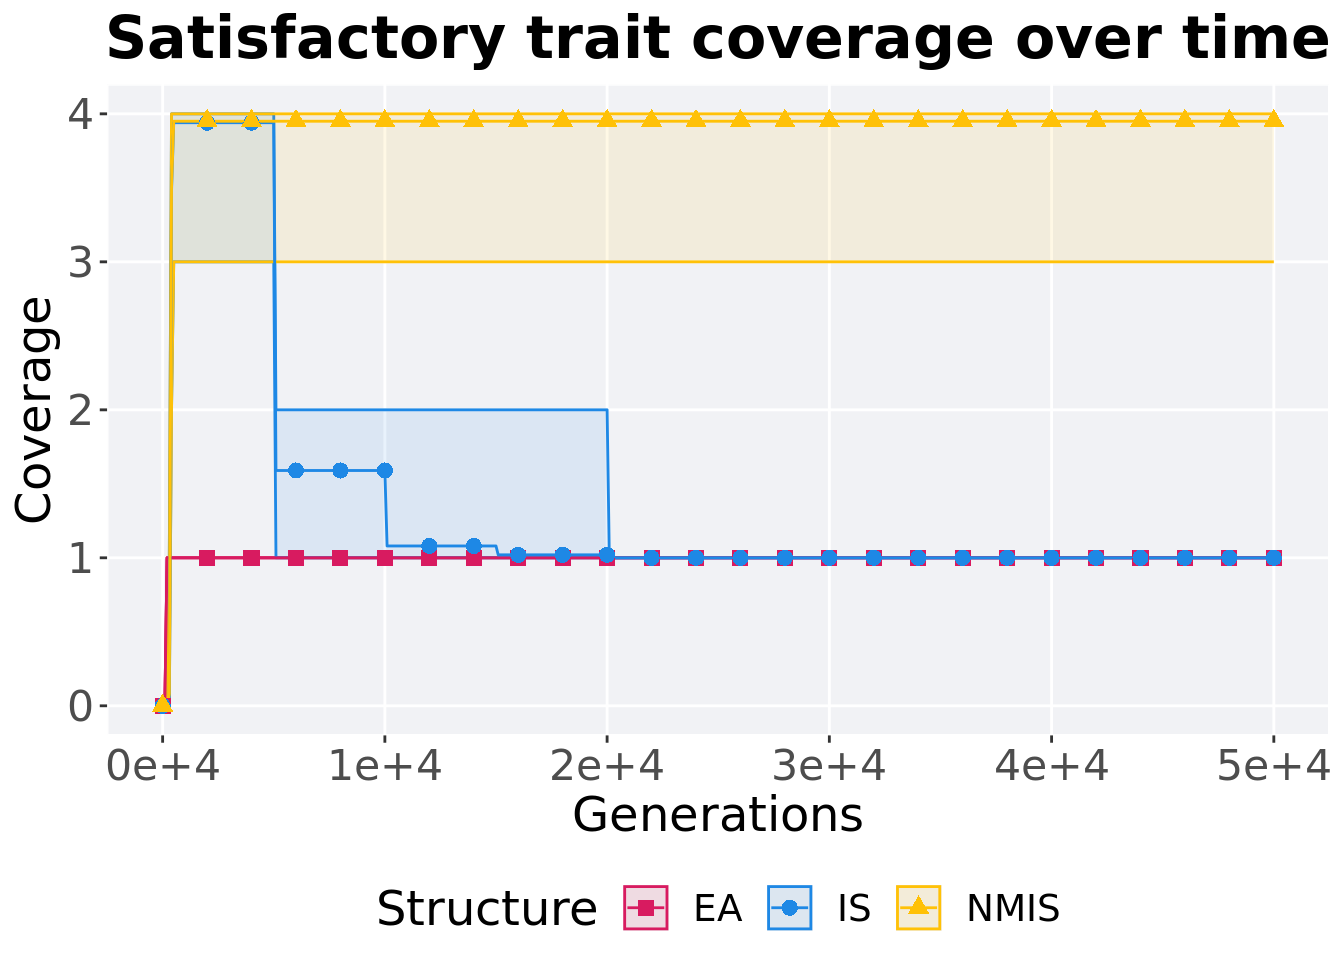 Satisfactory trait coverage over time
4
3
2
1
0
Coverage
0e+4 1e+4 2e+4 3e+4 4e+4 5e+4
Generations
Structure EA IS NMIS